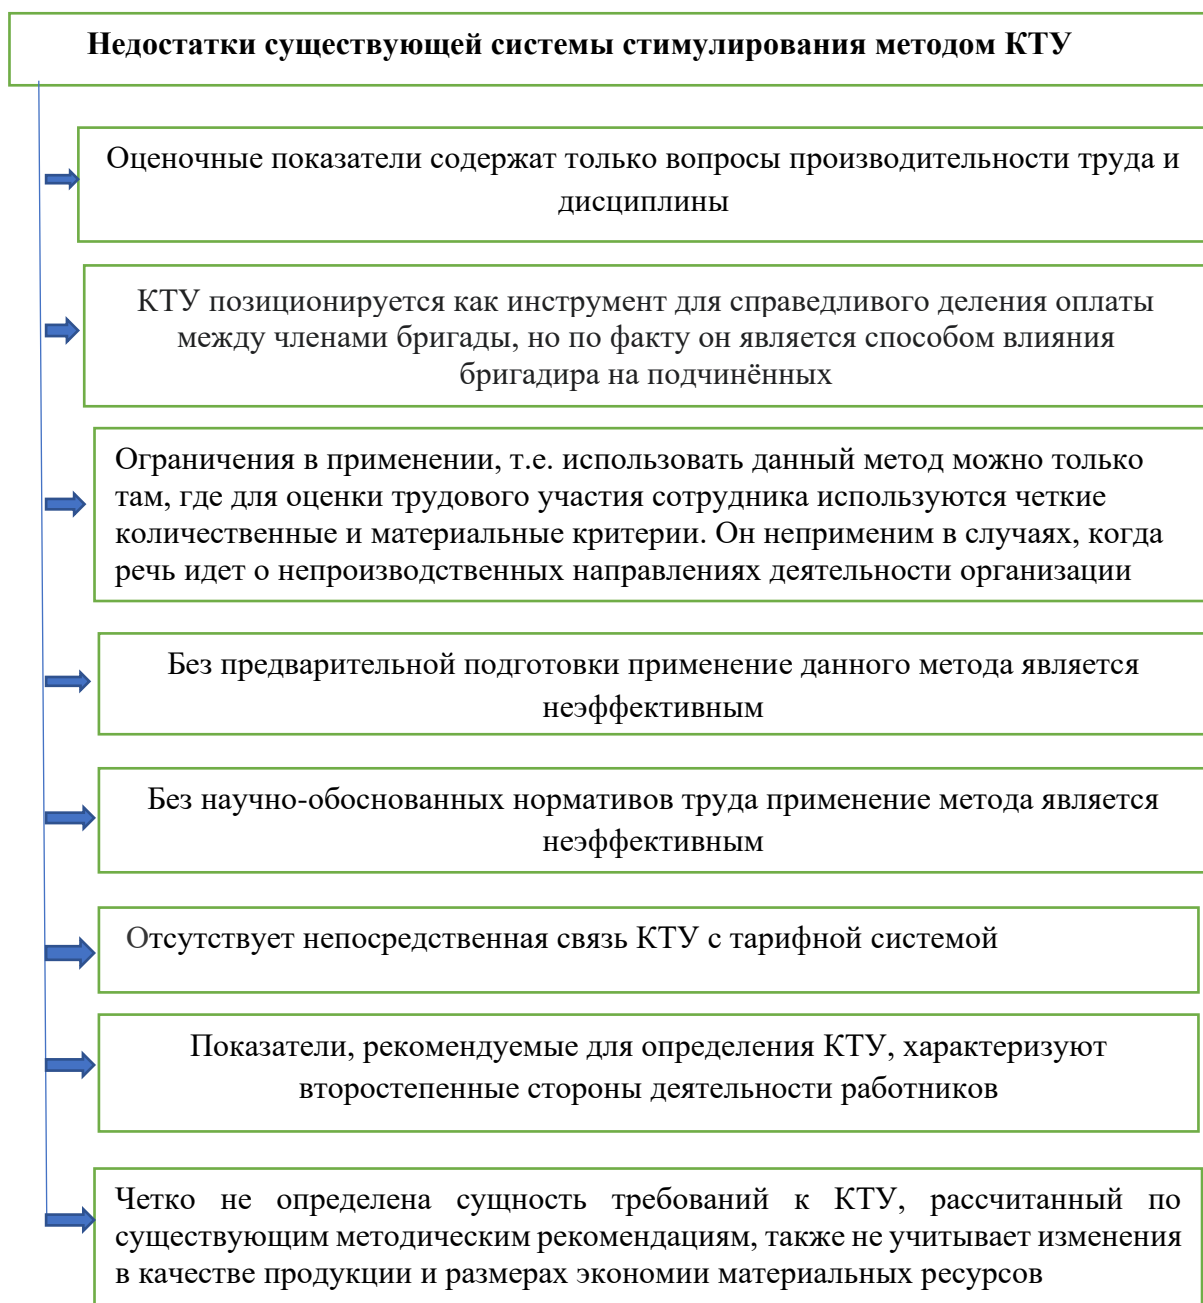 Недостатки существующей системы стимулирования методом КТУ
Оценочные показатели содержат только вопросы производительности труда и
дисциплины
КТУ позиционируется как инструмент для справедливого деления оплаты
между членами бригады, но по факту он является способом влияния
бригадира на подчинённых
Ограничения в применении, т.е. использовать данный метод можно только
там, где для оценки трудового участия сотрудника используются четкие
количественные и материальные критерии. Он неприменим в случаях, когда
речь идет о непроизводственных направлениях деятельности организации
Без предварительной подготовки применение данного метода является
неэффективным
Без научно-обоснованных нормативов труда применение метода является
неэффективным
Отсутствует непосредственная связь КТУ с тарифной системой
Показатели, рекомендуемые для определения КТУ, характеризуют
второстепенные стороны деятельности работников
Четко не определена сущность требований к КТУ, рассчитанный по
существующим методическим рекомендациям, также не учитывает изменения
в качестве продукции и размерах экономии материальных ресурсов